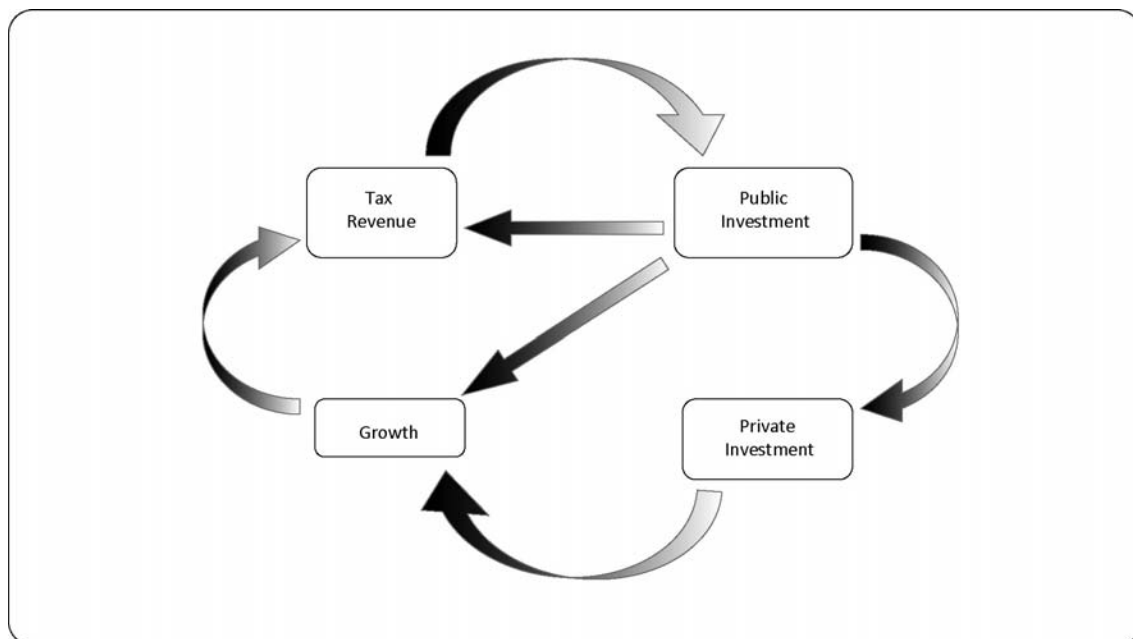 Tax
Revenue
Public
Investment
Growth
Private
Investment